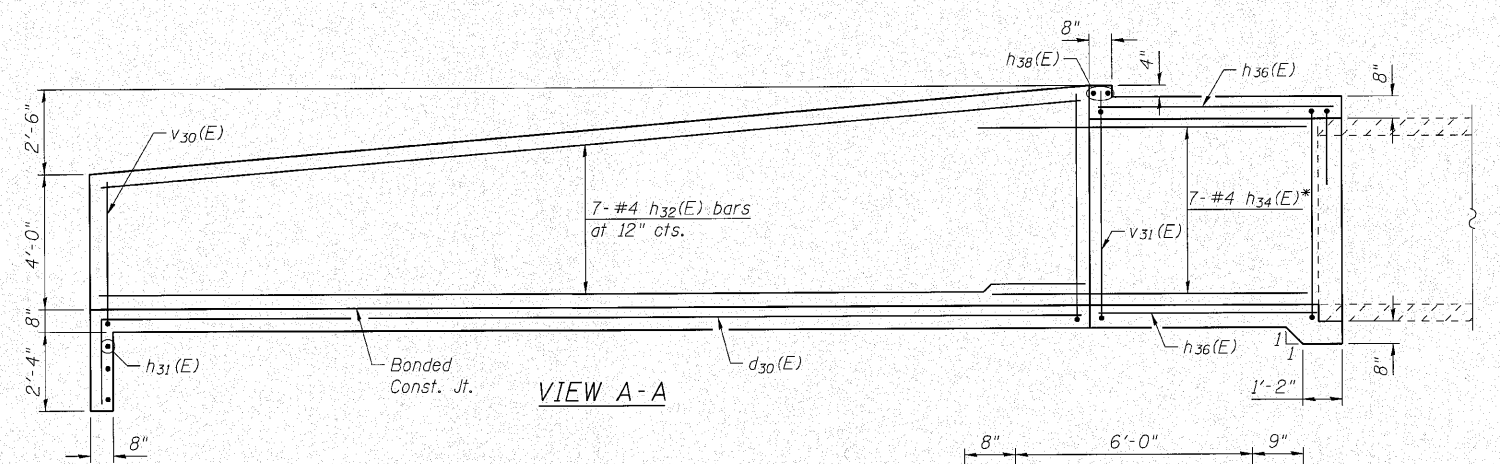 8"
h38(E)
4"
h36(E)
8"
2'-6"
v30(E)
7-#4 h32(E) bars
at 12" cts.
7-#4 h34(E)*
v31(E)
4'-0"
8"
2'-4"
h31(E)
Bonded
Const. Jt.
d30(E)
h36(E)
1
1
8"
1'-2"
VIEW A-A
8"
8"
6'-0"
9"